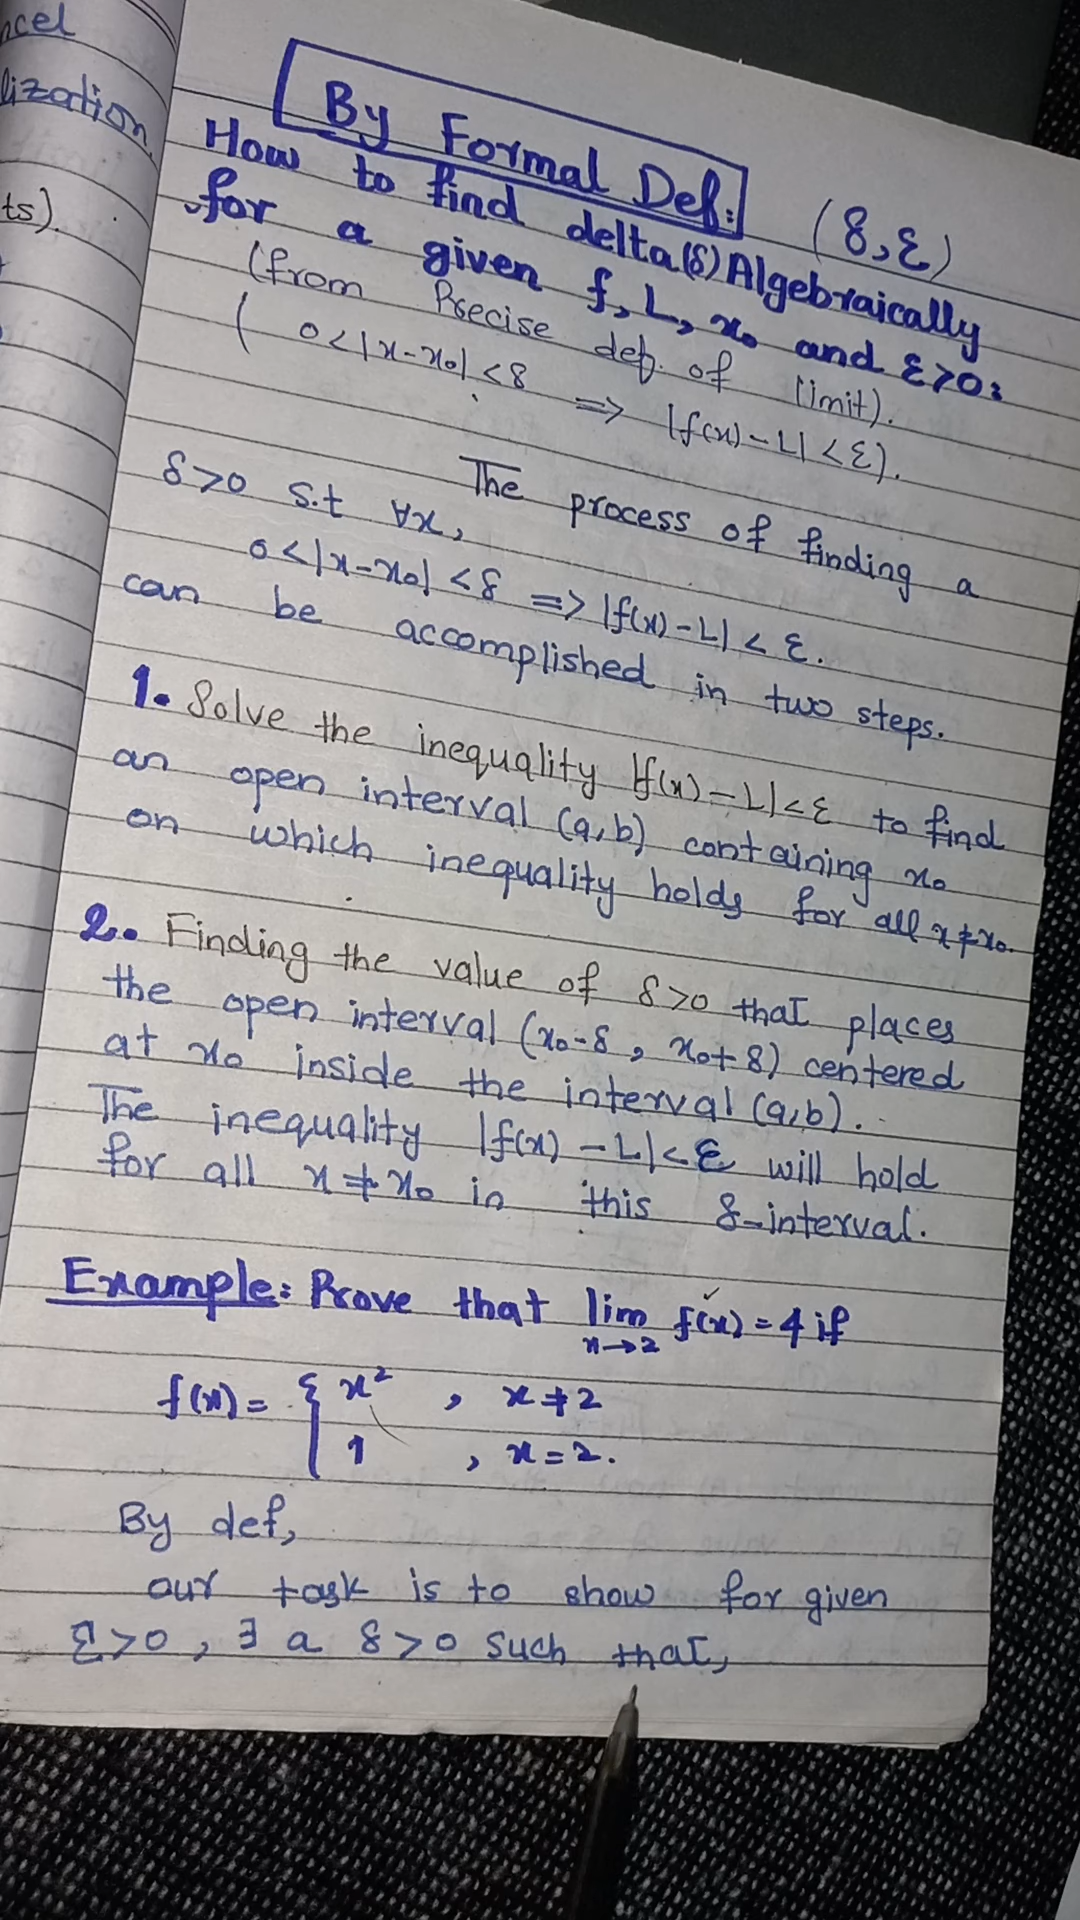 ncel
lization
ts).
By Formal Def:
(δ,ε)
How to find delta(δ) Algebraically
for a given f, L, x₀ and ε>0:
(from Precise def. of limit).
( 0<|x-x₀|<δ => |f(x)-L|<ε).
The process of finding a
δ>0 s.t ∀x,
0<|x-x₀|<δ => |f(x)-L|<ε.
can be accomplished in two steps.
1. Solve the inequality |f(x)-L|<ε to find
an open interval (a,b) containing x₀
on which inequality holds for all x≠x₀.
2. Finding the value of δ>0 that places
the open interval (x₀-δ, x₀+δ) centered
at x₀ inside the interval (a,b).
The inequality |f(x)-L|<ε will hold
for all x≠x₀ in this δ-interval.
Example: Prove that lim f(x)=4 if
x→2
f(x)= { x² , x≠2
1 , x=2.
By def,
our task is to show for given
ε>0, ∃ a δ>0 such that,